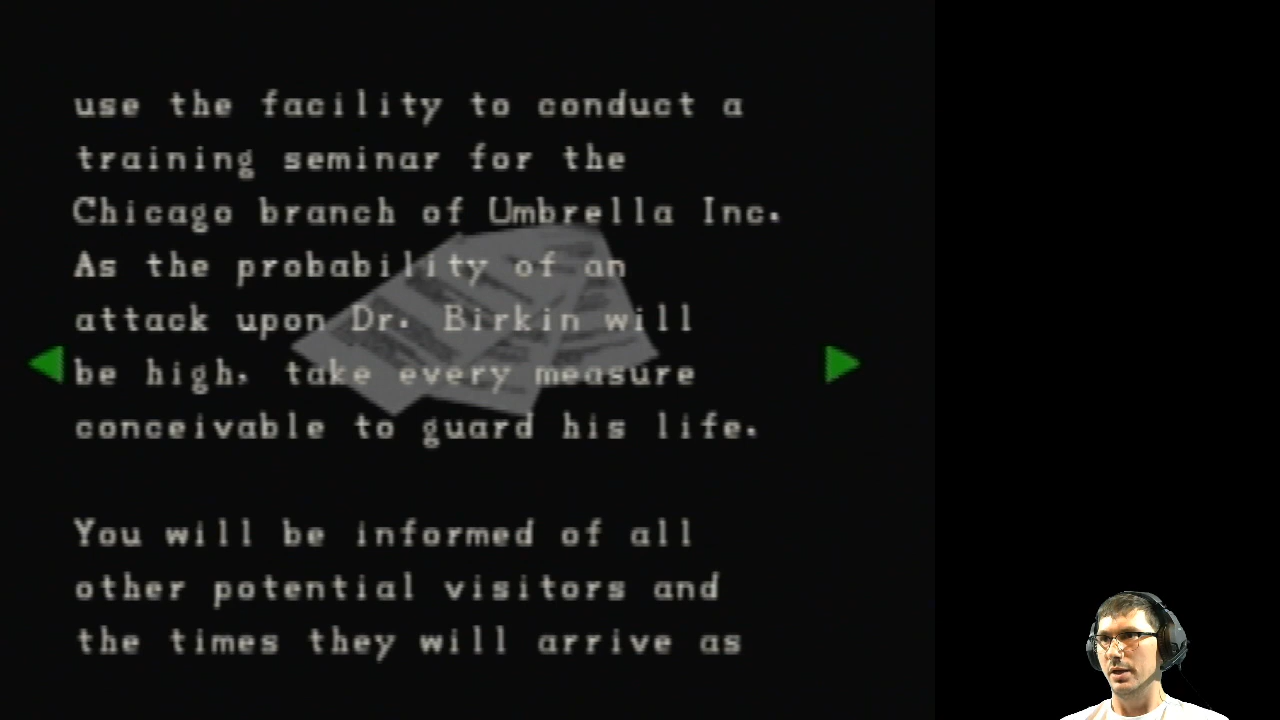 use the facility to conduct a
training seminar for the
Chicago branch of Umbrella Inc.
As the probability of an
attack upon Dr. Birkin will
be high, take every measure
conceivable to guard his life.
You will be informed of all
other potential visitors and
the times they will arrive as